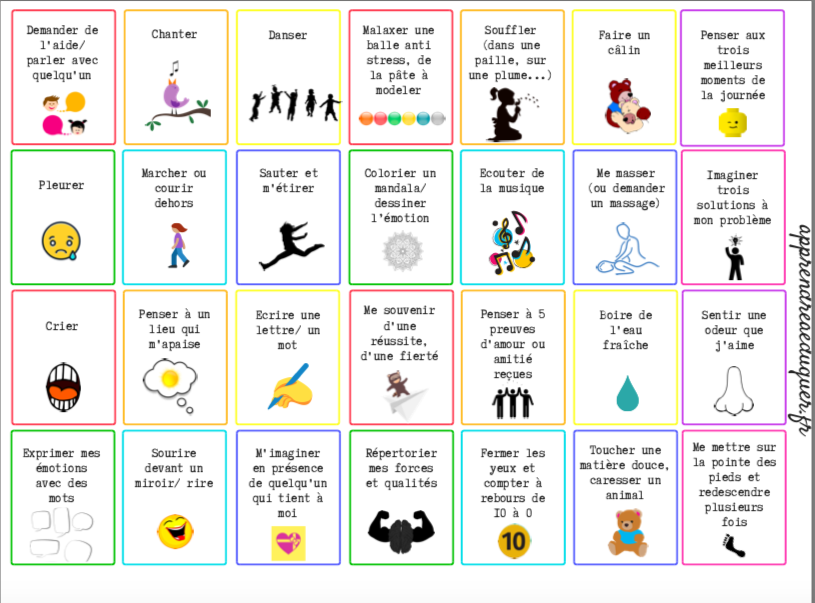 Demander de
l'aide/
parler avec
quelqu'un
Chanter
Danser
Malaxer une
balle anti
stress, de
la pâte à
modeler
Souffler
(dans une
paille, sur
une plume...)
Faire un
câlin
Penser aux
trois
meilleurs
moments de
la journée
Pleurer
Marcher ou
courir
dehors
Sauter et
m'étirer
Colorier un
mandala/
dessiner
l'émotion
Ecouter de
la musique
Me masser
(ou demander
un massage)
Imaginer
trois
solutions à
mon problème
Crier
Penser à un
lieu qui
m'apaise
Ecrire une
lettre/ un
mot
Me souvenir
d'une
réussite,
d'une fierté
Penser à 5
preuves
d'amour ou
amitié
reçues
Boire de
l'eau
fraîche
Sentir une
odeur que
j'aime
Exprimer mes
émotions
avec des
mots
Sourire
devant un
miroir/ rire
M'imaginer
en présence
de quelqu'un
qui tient à
moi
Répertorier
mes forces
et qualités
Fermer les
yeux et
compter à
rebours de
10 à 0
10
Toucher une
matière douce,
caresser un
animal
Me mettre sur
la pointe des
pieds et
redescendre
plusieurs
fois
apprendreaeduquer.fr